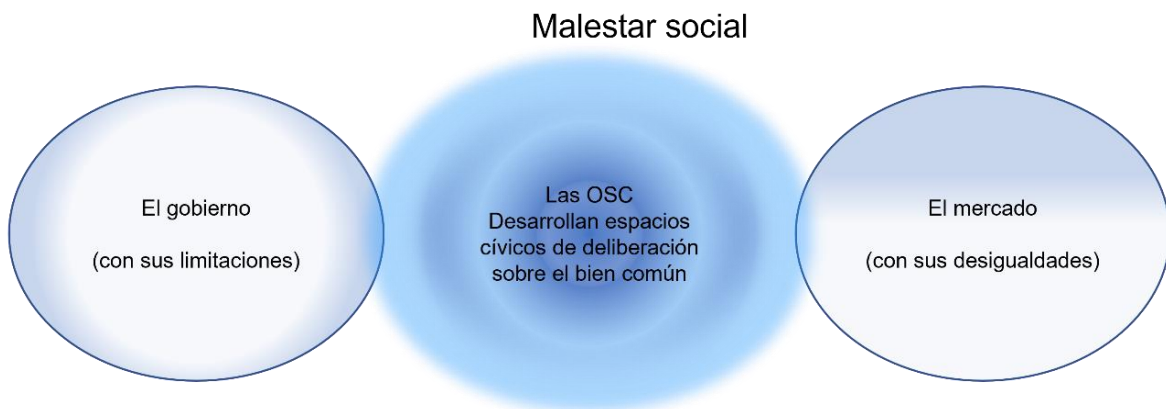 Malestar social
El gobierno
(con sus limitaciones)
Las OSC
Desarrollan espacios
cívicos de deliberación
sobre el bien común
El mercado
(con sus desigualdades)